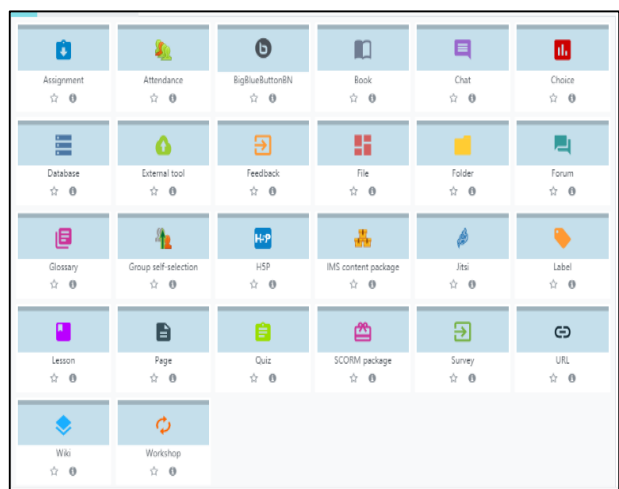 Assignment Attendance BigBlueButtonBN Book Chat Choice
Database External tool Feedback File Folder Forum
H-P
Glossary Group self-selection H5P IMS content package Jitsi Label
Lesson Page Quiz SCORM package Survey URL
Wiki Workshop